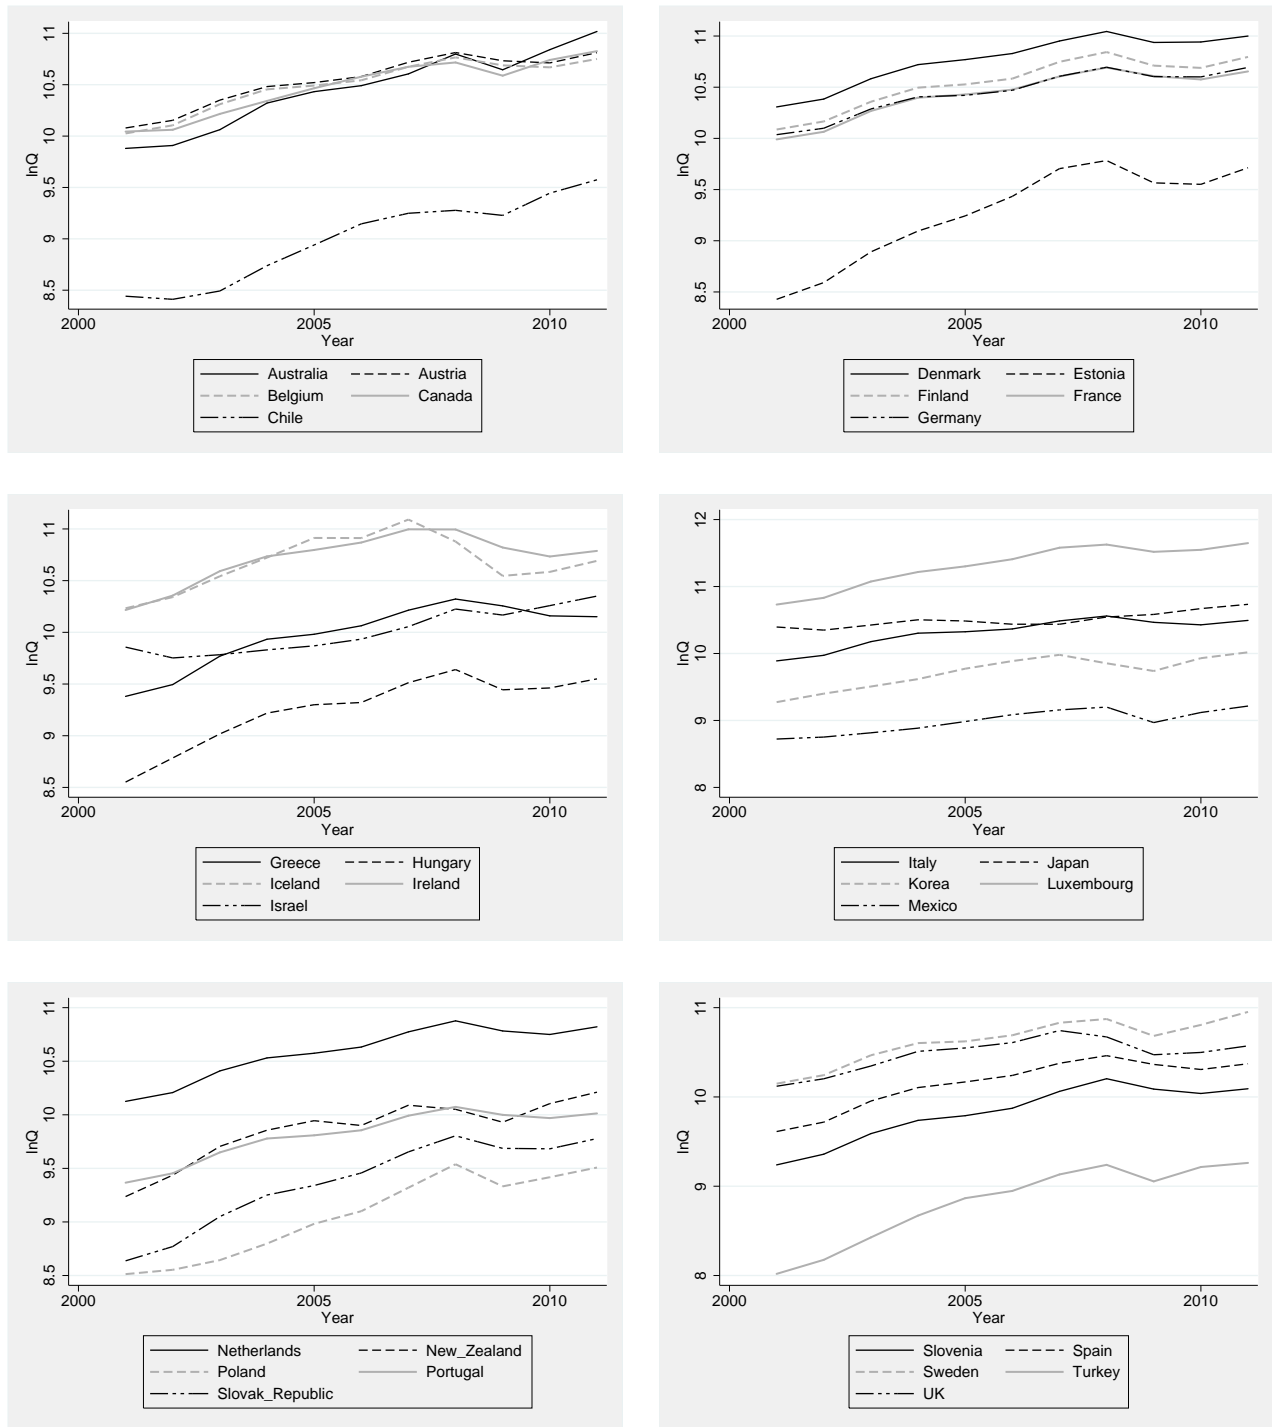 11
10.5
10
9.5
9
8.5
lnQ
2000 2005 2010
Year
Australia Austria
Belgium Canada
Chile
11
10.5
10
9.5
9
8.5
lnQ
2000 2005 2010
Year
Denmark Estonia
Finland France
Germany
11
10.5
10
9.5
9
8.5
lnQ
2000 2005 2010
Year
Greece Hungary
Iceland Ireland
Israel
12
11
10
9
8
lnQ
2000 2005 2010
Year
Italy Japan
Korea Luxembourg
Mexico
11
10.5
10
9.5
9
8.5
lnQ
2000 2005 2010
Year
Netherlands New_Zealand
Poland Portugal
Slovak_Republic
11
10
9
8
lnQ
2000 2005 2010
Year
Slovenia Spain
Sweden Turkey
UK